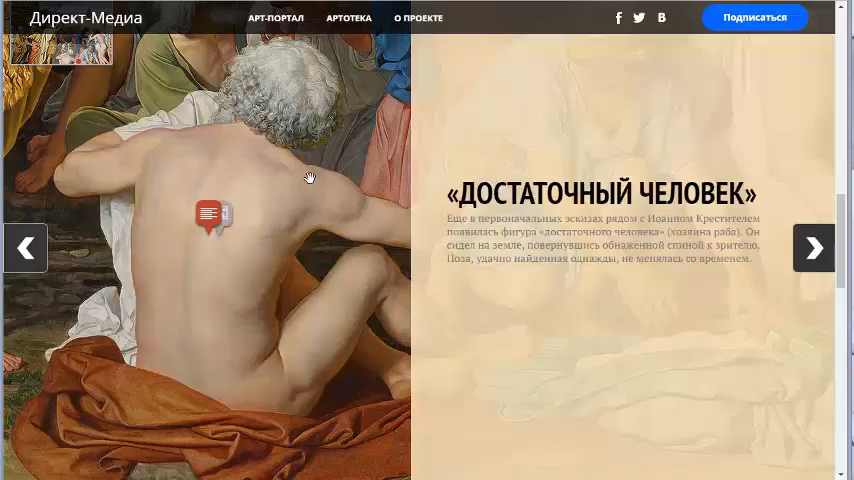 Директ-Медиа
АРТ-ПОРТАЛ АРТОТЕКА О ПРОЕКТЕ
Подписаться
«ДОСТАТОЧНЫЙ ЧЕЛОВЕК»
Еще в первоначальных эскизах рядом с Иоанном Крестителем
появилась фигура «достаточного человека» (хозяина раба). Он
сидел на земле, повернувшись обнаженной спиной к зрителю.
Поза, удачно найденная однажды, не менялась со временем.